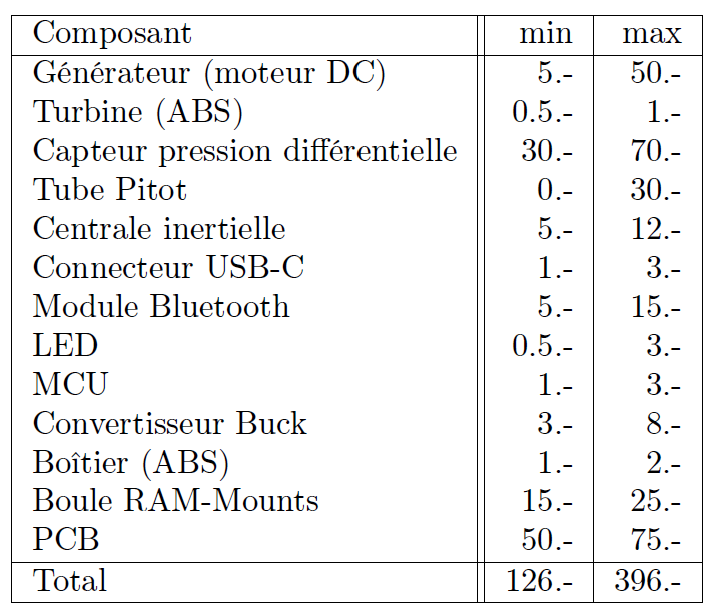 Composant min max
Générateur (moteur DC) 5.- 50.-
Turbine (ABS) 0.5.- 1.-
Capteur pression différentielle 30.- 70.-
Tube Pitot 0.- 30.-
Centrale inertielle 5.- 12.-
Connecteur USB-C 1.- 3.-
Module Bluetooth 5.- 15.-
LED 0.5.- 3.-
MCU 1.- 3.-
Convertisseur Buck 3.- 8.-
Boîtier (ABS) 1.- 2.-
Boule RAM-Mounts 15.- 25.-
PCB 50.- 75.-
Total 126.- 396.-